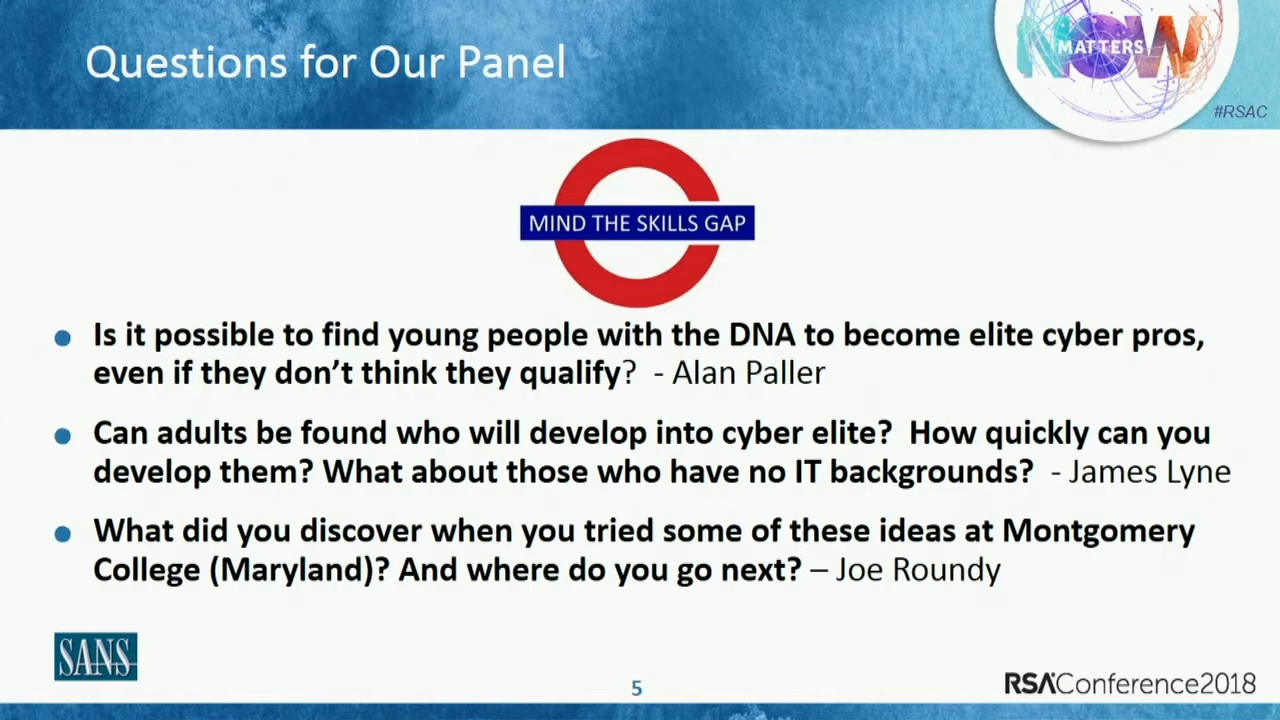 Questions for Our Panel
NOW
MATTERS
#RSAC
MIND THE SKILLS GAP
Is it possible to find young people with the DNA to become elite cyber pros,
even if they don’t think they qualify?  - Alan Paller
Can adults be found who will develop into cyber elite?  How quickly can you
develop them? What about those who have no IT backgrounds?  - James Lyne
What did you discover when you tried some of these ideas at Montgomery
College (Maryland)? And where do you go next? – Joe Roundy
SANS
5
RSAConference2018